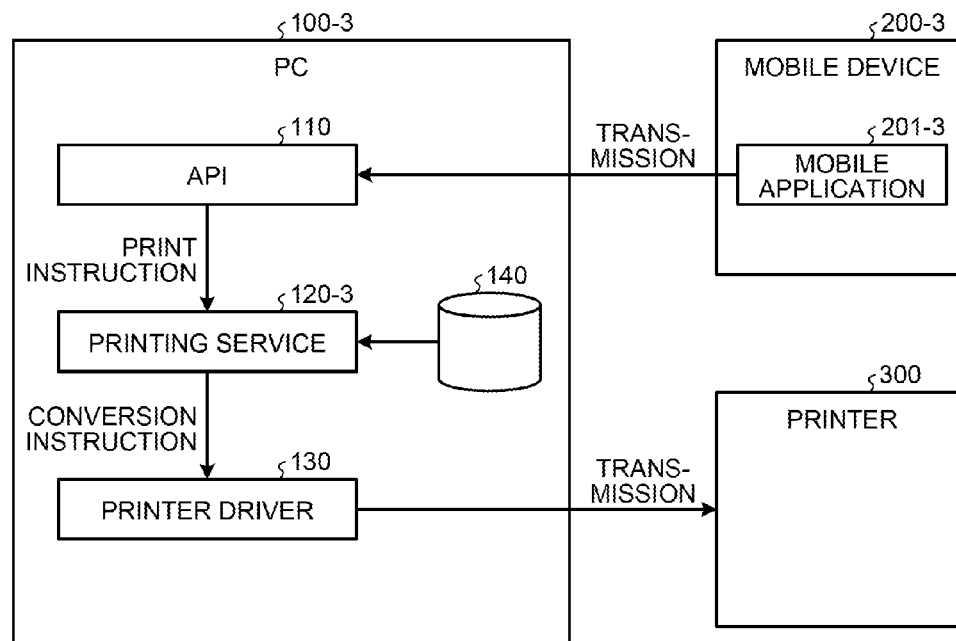 100-3
PC
110
API
PRINT
INSTRUCTION
120-3
PRINTING SERVICE
140
CONVERSION
INSTRUCTION
130
PRINTER DRIVER
TRANS-
MISSION
200-3
MOBILE DEVICE
201-3
MOBILE
APPLICATION
TRANS-
MISSION
300
PRINTER